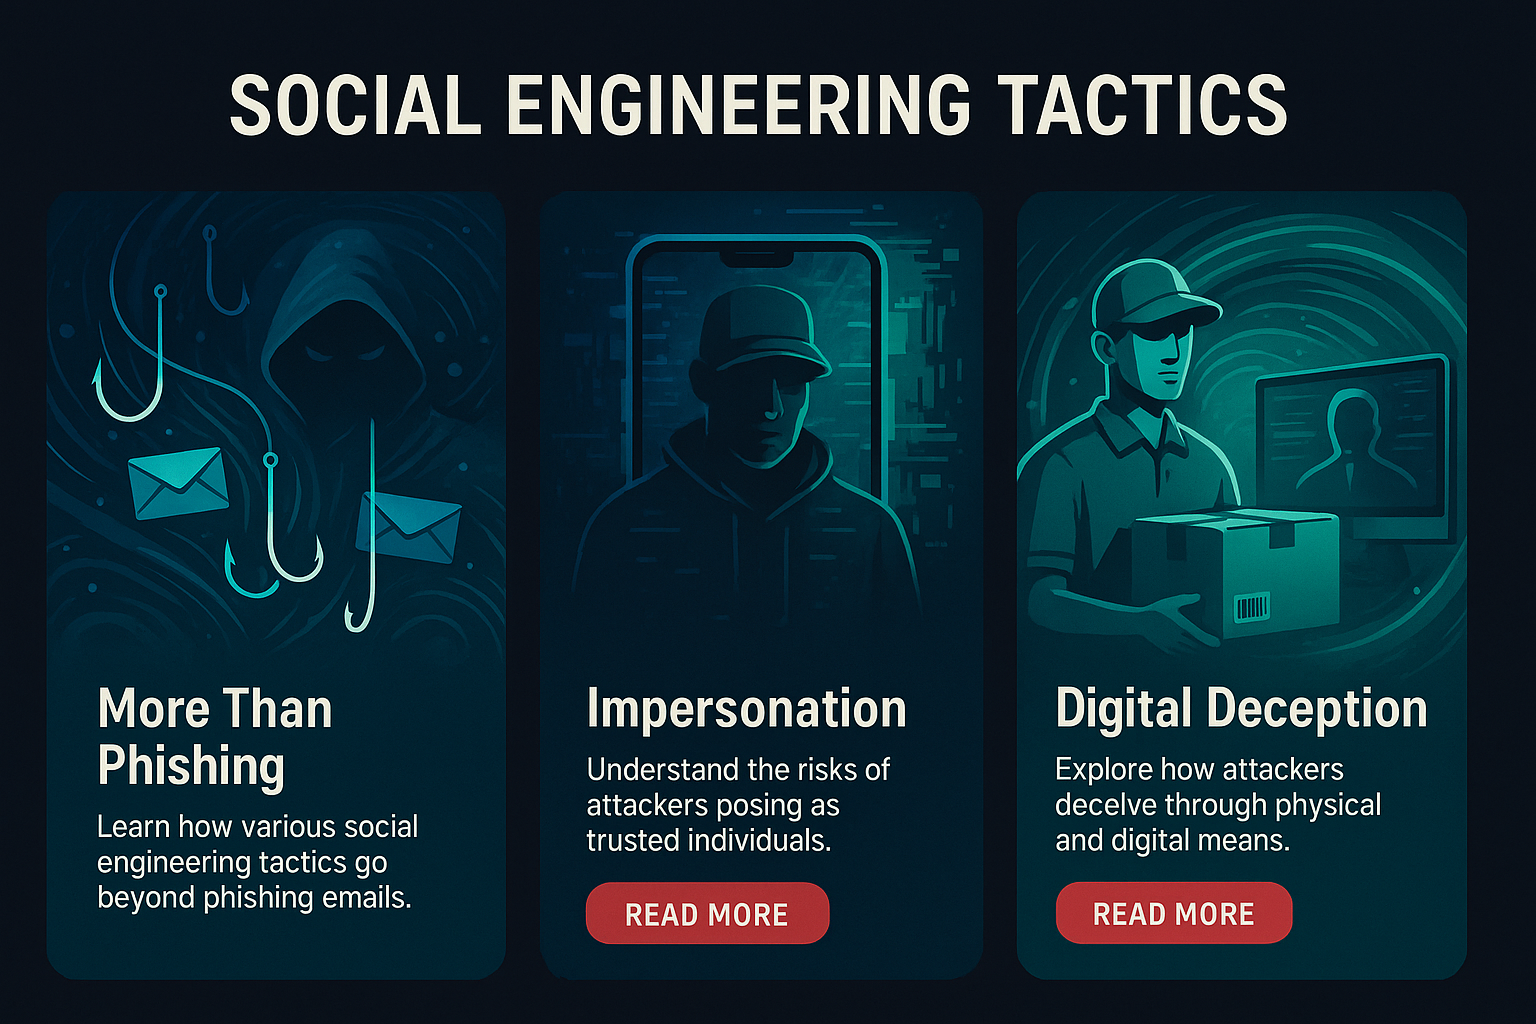 SOCIAL ENGINEERING TACTICS
More Than
Phishing
Learn how various social
engineering tactics go
beyond phishing emails.
Impersonation
Understand the risks of
attackers posing as
trusted individuals.
READ MORE
Digital Deception
Explore how attackers
decelve through physical
and digital means.
READ MORE